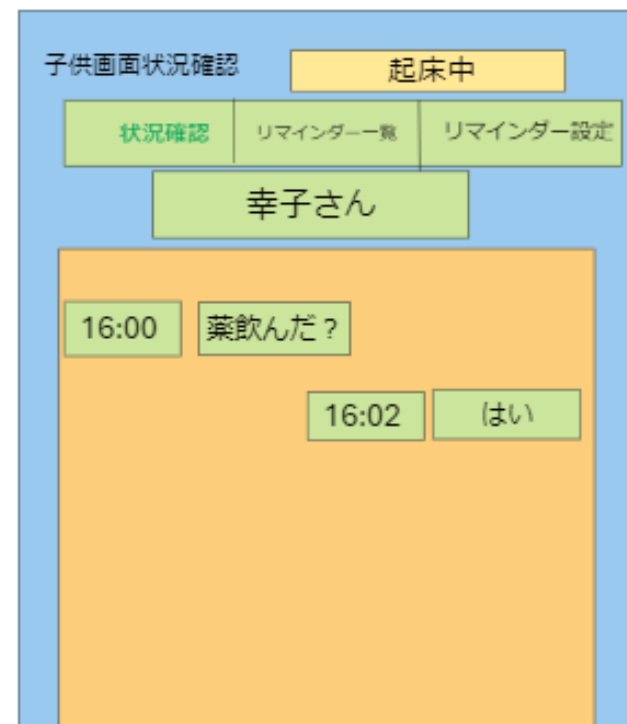 子供画面状況確認
起床中
状況確認 リマインダー一覧 リマインダー設定
幸子さん
16:00 薬飲んだ？
16:02 はい